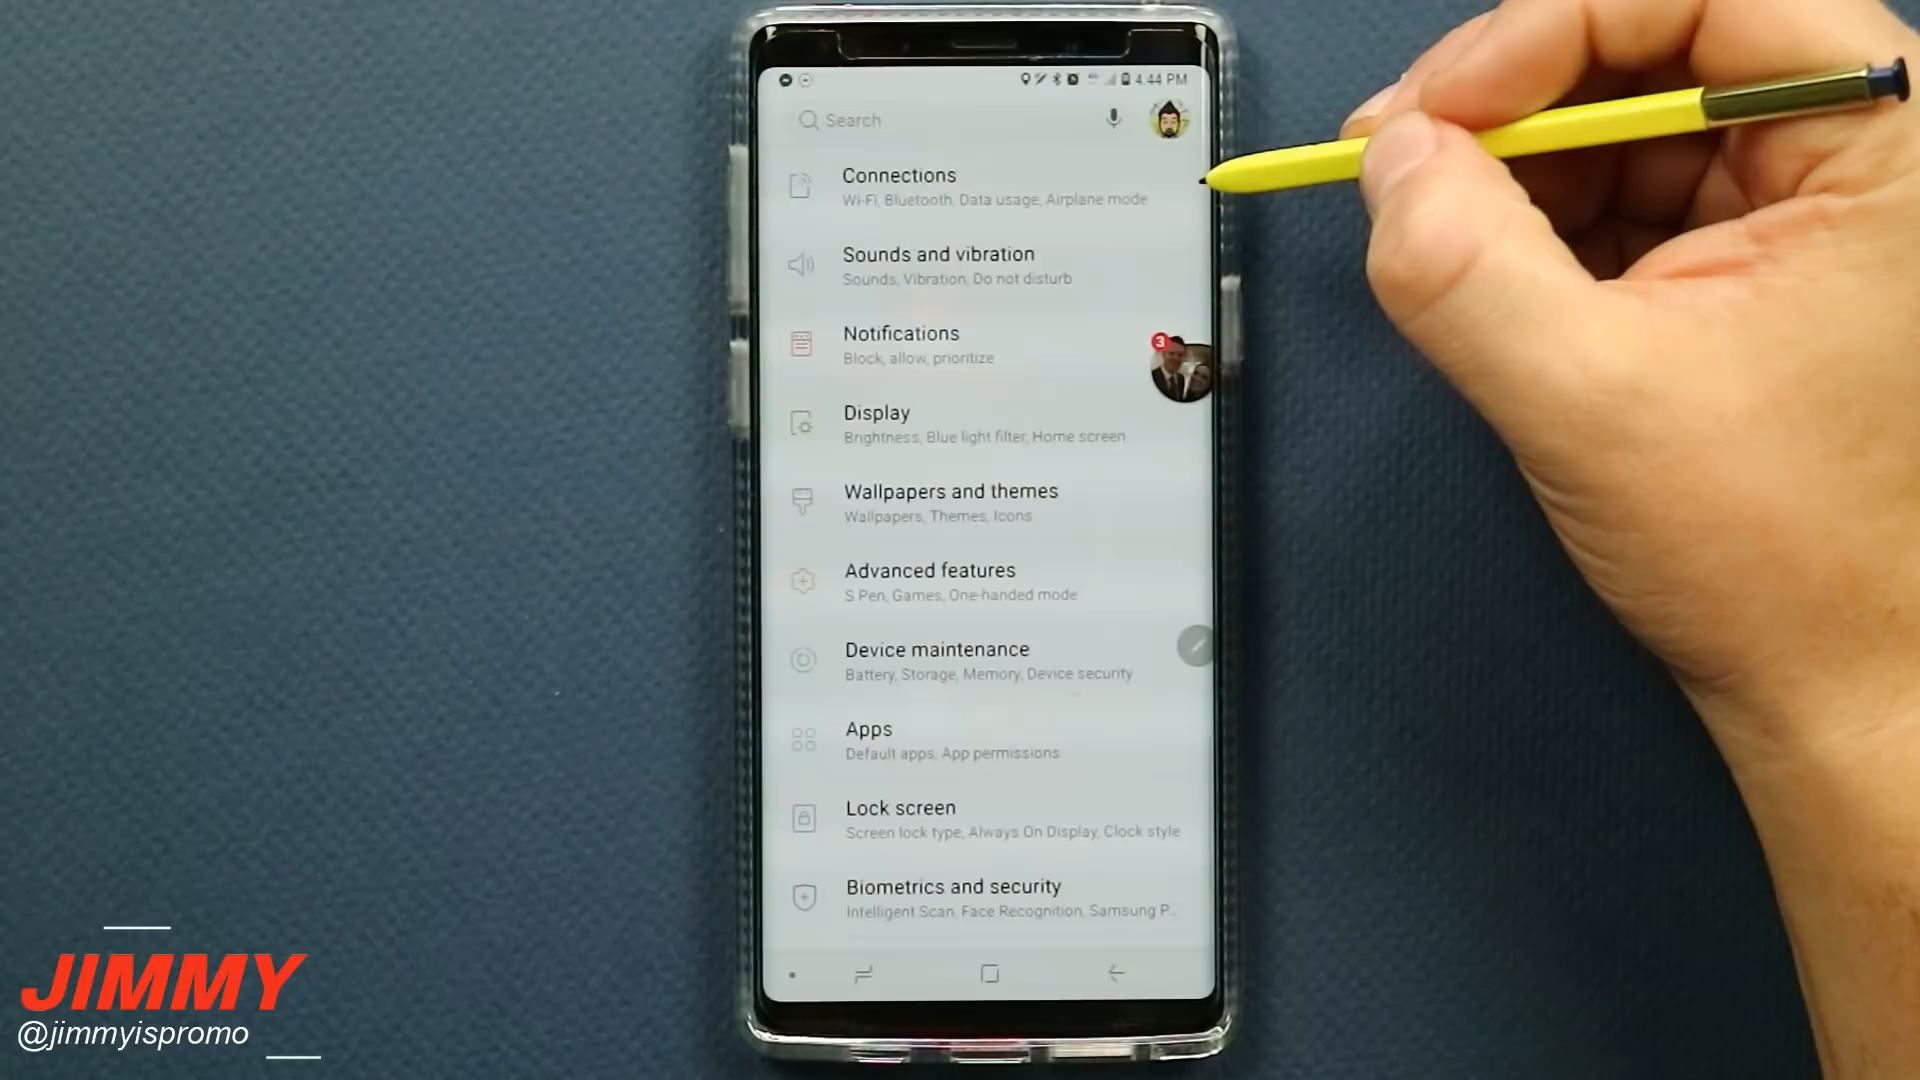 4:44 PM
Search
Connections
Wi-Fi, Bluetooth, Data usage, Airplane mode
Sounds and vibration
Sounds, Vibration, Do not disturb
Notifications
Block, allow, prioritize
3
Display
Brightness, Blue light filter, Home screen
Wallpapers and themes
Wallpapers, Themes, Icons
Advanced features
S Pen, Games, One-handed mode
Device maintenance
Battery, Storage, Memory, Device security
Apps
Default apps, App permissions
Lock screen
Screen lock type, Always On Display, Clock style
Biometrics and security
Intelligent Scan, Face Recognition, Samsung P...
JIMMY
@jimmyispromo